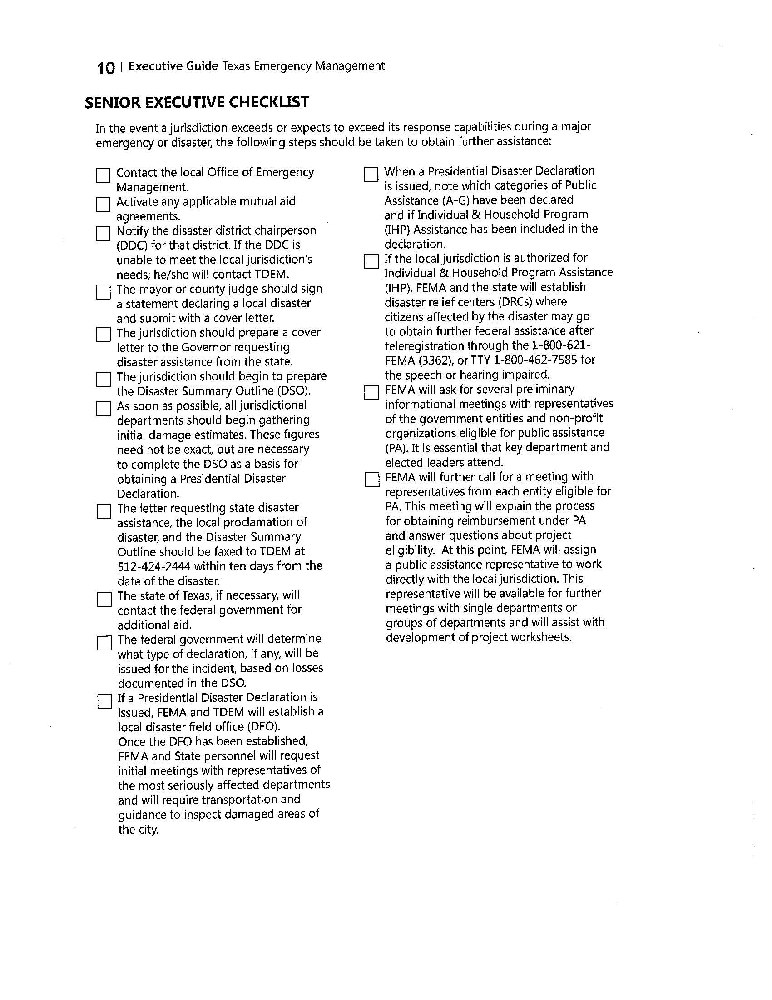 10 | Executive Guide Texas Emergency Management
SENIOR EXECUTIVE CHECKLIST
In the event a jurisdiction exceeds or expects to exceed its response capabilities during a major
emergency or disaster, the following steps should be taken to obtain further assistance:
Contact the local Office of Emergency
Management.
Activate any applicable mutual aid
agreements.
Notify the disaster district chairperson
(DDC) for that district. If the DDC is
unable to meet the local jurisdiction's
needs, he/she will contact TDEM.
The mayor or county judge should sign
a statement declaring a local disaster
and submit with a cover letter.
The jurisdiction should prepare a cover
letter to the Governor requesting
disaster assistance from the state.
The jurisdiction should begin to prepare
the Disaster Summary Outline (DSO).
As soon as possible, all jurisdictional
departments should begin gathering
initial damage estimates. These figures
need not be exact, but are necessary
to complete the DSO as a basis for
obtaining a Presidential Disaster
Declaration.
The letter requesting state disaster
assistance, the local proclamation of
disaster, and the Disaster Summary
Outline should be faxed to TDEM at
512-424-2444 within ten days from the
date of the disaster.
The state of Texas, if necessary, will
contact the federal government for
additional aid.
The federal government will determine
what type of declaration, if any, will be
issued for the incident, based on losses
documented in the DSO.
If a Presidential Disaster Declaration is
issued, FEMA and TDEM will establish a
local disaster field office (DFO).
Once the DFO has been established,
FEMA and State personnel will request
initial meetings with representatives of
the most seriously affected departments
and will require transportation and
guidance to inspect damaged areas of
the city.
When a Presidential Disaster Declaration
is issued, note which categories of Public
Assistance (A-G) have been declared
and if Individual & Household Program
(IHP) Assistance has been included in the
declaration.
If the local jurisdiction is authorized for
Individual & Household Program Assistance
(IHP), FEMA and the state will establish
disaster relief centers (DRCs) where
citizens affected by the disaster may go
to obtain further federal assistance after
teleregistration through the 1-800-621-
FEMA (3362), or TTY 1-800-462-7585 for
the speech or hearing impaired.
FEMA will ask for several preliminary
informational meetings with representatives
of the government entities and non-profit
organizations eligible for public assistance
(PA). It is essential that key department and
elected leaders attend.
FEMA will further call for a meeting with
representatives from each entity eligible for
PA. This meeting will explain the process
for obtaining reimbursement under PA
and answer questions about project
eligibility. At this point, FEMA will assign
a public assistance representative to work
directly with the local jurisdiction. This
representative will be available for further
meetings with single departments or
groups of departments and will assist with
development of project worksheets.